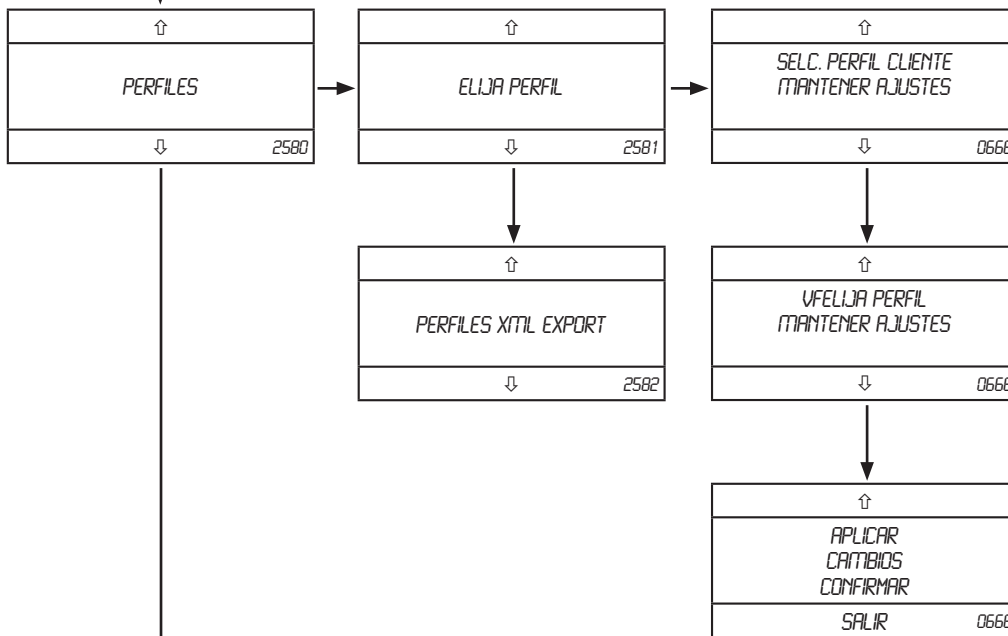 PERFILES
2580
ELIJA PERFIL
2581
SELC. PERFIL CLIENTE
MANTENER AJUSTES
PERFILES XML EXPORT
2582
VFELIJA PERFIL
MANTENER AJUSTES
APLICAR
CAMBIOS
CONFIRMAR
SALIR